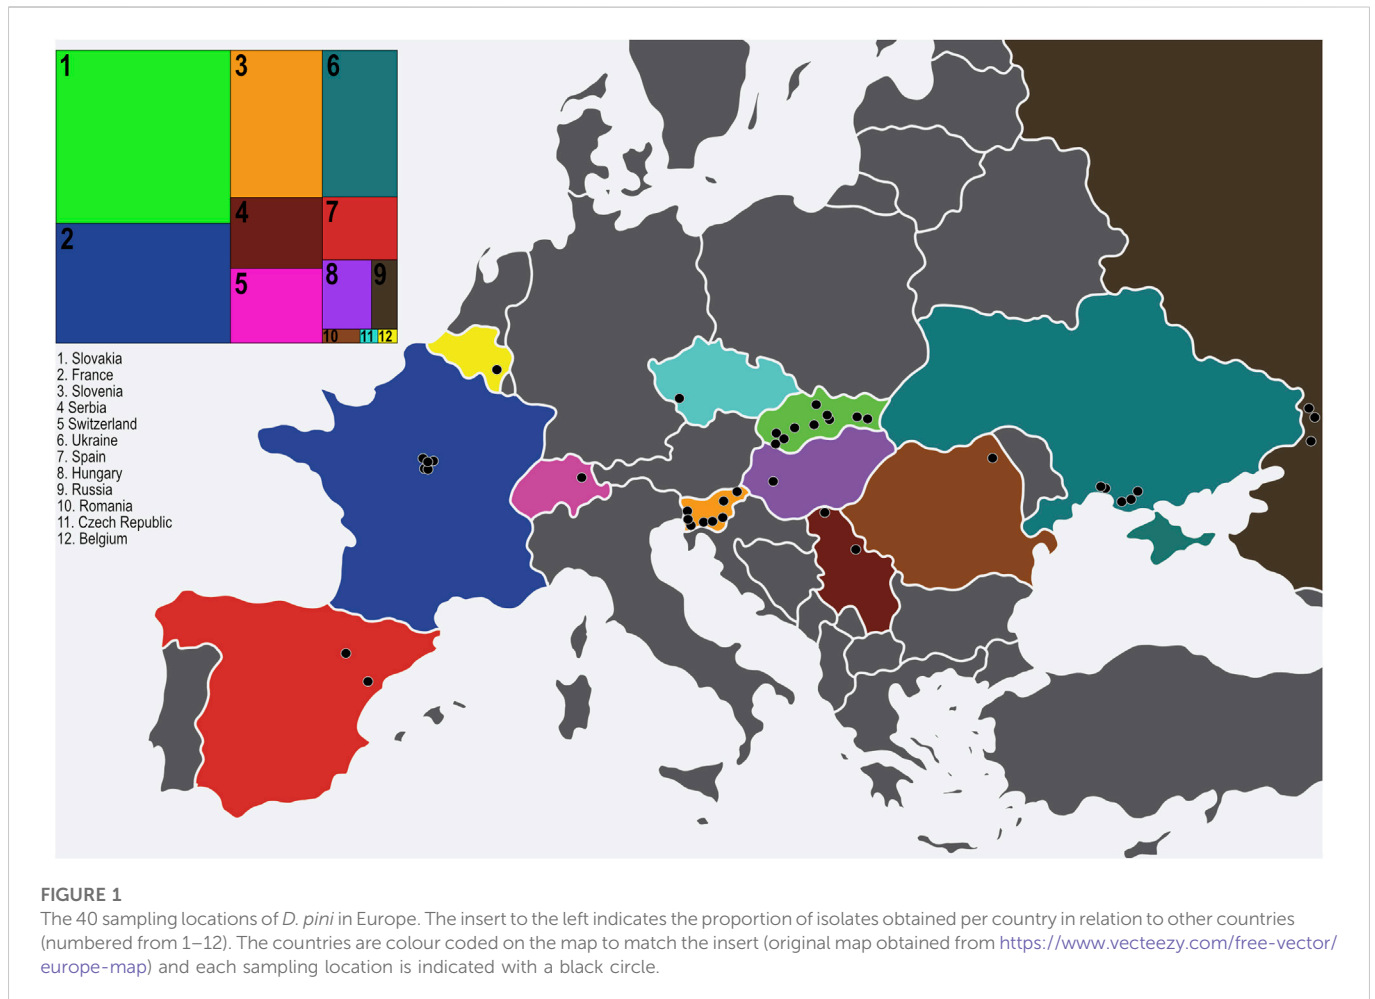 1
3
6
2
4
7
5
8
9
10
11
12
1. Slovakia
2. France
3. Slovenia
4 Serbia
5 Switzerland
6. Ukraine
7. Spain
8. Hungary
9. Russia
10. Romania
11. Czech Republic
12. Belgium
FIGURE 1
The 40 sampling locations of D. pini in Europe. The insert to the left indicates the proportion of isolates obtained per country in relation to other countries
(numbered from 1–12). The countries are colour coded on the map to match the insert (original map obtained from https://www.vecteezy.com/free-vector/
europe-map) and each sampling location is indicated with a black circle.